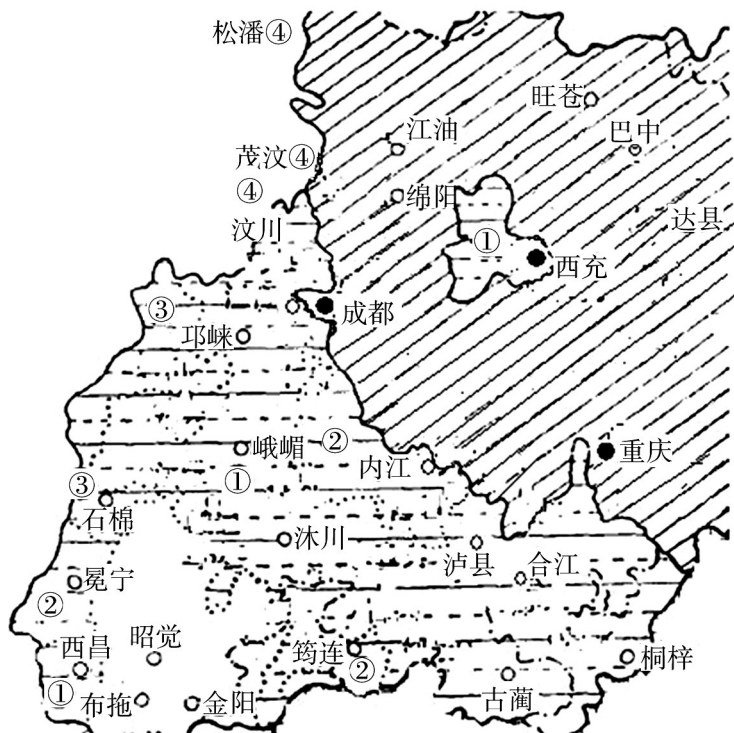 松潘④
旺苍
江油
巴中
茂汶④
④
绵阳
汶川
达县
①
西充
③
成都
邛崃
②
峨嵋
重庆
内江
①
③
石棉
沐川
泸县
合江
冕宁
②
昭觉
西昌
筠连
桐梓
②
①
布拖
金阳
古蔺